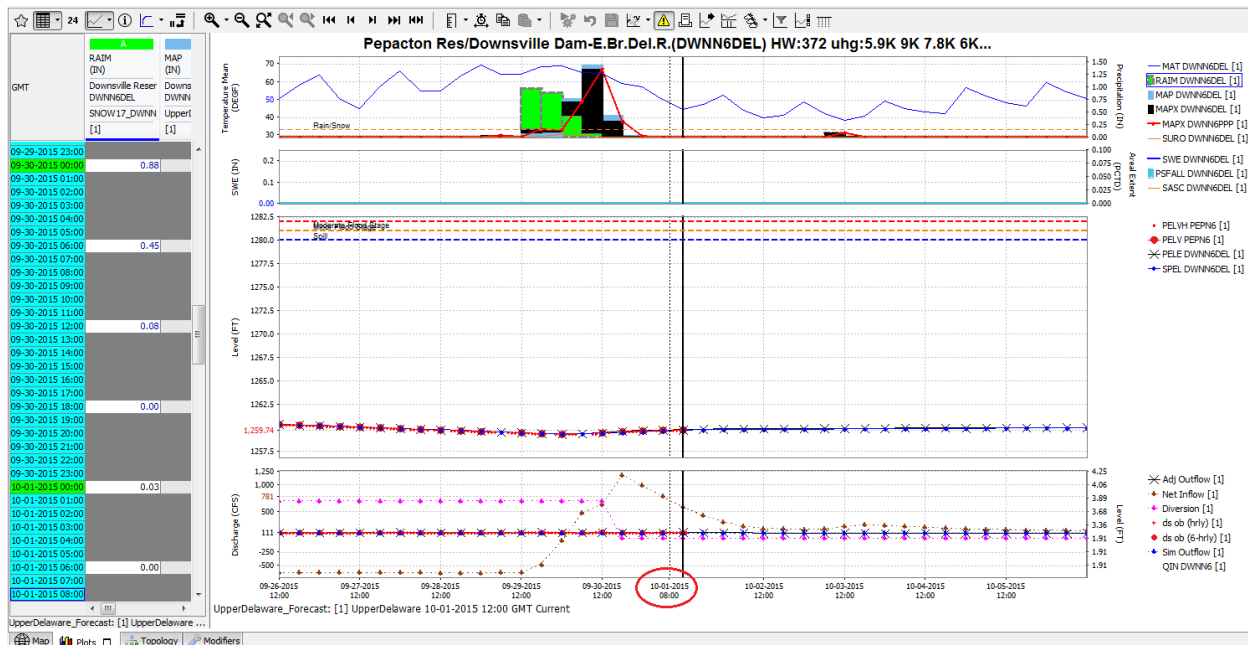 24
Pepacton Res/Downsville Dam-E.Br.Del.R.(DWNN6DEL) HW:372 uhg:5.9K 9K 7.8K 6K...
A
GMT
RAIM
(IN)
Downsville Reser
DWNN6DEL
SNOW17_DWNN
[1]
MAP
(IN)
Downs
DWNN
UpperD
[1]
09-29-2015 23:00
09-30-2015 00:00 0.88
09-30-2015 01:00
09-30-2015 02:00
09-30-2015 03:00
09-30-2015 04:00
09-30-2015 05:00
09-30-2015 06:00 0.45
09-30-2015 07:00
09-30-2015 08:00
09-30-2015 09:00
09-30-2015 10:00
09-30-2015 11:00
09-30-2015 12:00 0.08
09-30-2015 13:00
09-30-2015 14:00
09-30-2015 15:00
09-30-2015 16:00
09-30-2015 17:00
09-30-2015 18:00 0.00
09-30-2015 19:00
09-30-2015 20:00
09-30-2015 21:00
09-30-2015 22:00
09-30-2015 23:00
10-01-2015 00:00 0.03
10-01-2015 01:00
10-01-2015 02:00
10-01-2015 03:00
10-01-2015 04:00
10-01-2015 05:00
10-01-2015 06:00 0.00
10-01-2015 07:00
10-01-2015 08:00
UpperDelaware_Forecast: [1] UpperDelaware ...
Temperature Mean
(DEGF)
70
60
50
40
30
Rain/Snow
1.50
1.25
1.00
0.75
0.50
0.25
0.00
Precipitation (IN)
MAT DWNN6DEL [1]
RAIM DWNN6DEL [1]
MAP DWNN6DEL [1]
MAPX DWNN6DEL [1]
MAPX DWNN6PPP [1]
SURO DWNN6DEL [1]
SWE (IN)
0.2
0.1
0.00
0.100
0.075
0.050
0.025
0.000
Areal Extent
(PCTD)
SWE DWNN6DEL [1]
PSFALL DWNN6DEL [1]
SASC DWNN6DEL [1]
Level (FT)
1282.5
1280.0
1277.5
1275.0
1272.5
1270.0
1267.5
1265.0
1262.5
1,259.74
1257.5
Spill
PELVH PEPN6 [1]
PELV PEPN6 [1]
PELE DWNN6DEL [1]
SPEL DWNN6DEL [1]
Discharge (CFS)
1,250
1,000
781
500
111
-250
-500
4.25
4.06
3.89
3.68
3.36
1.91
1.91
1.91
Level (FT)
Adj Outflow [1]
Net Inflow [1]
Diversion [1]
ds ob (hrly) [1]
ds ob (6-hrly) [1]
Sim Outflow [1]
QIN DWNN6 [1]
09-26-2015 09-27-2015 09-28-2015 09-29-2015 09-30-2015 10-01-2015 10-02-2015 10-03-2015 10-04-2015 10-05-2015
12:00 12:00 12:00 12:00 12:00 08:00 12:00 12:00 12:00 12:00
UpperDelaware_Forecast: [1] UpperDelaware 10-01-2015 12:00 GMT Current
Map Plots Topology Modifiers